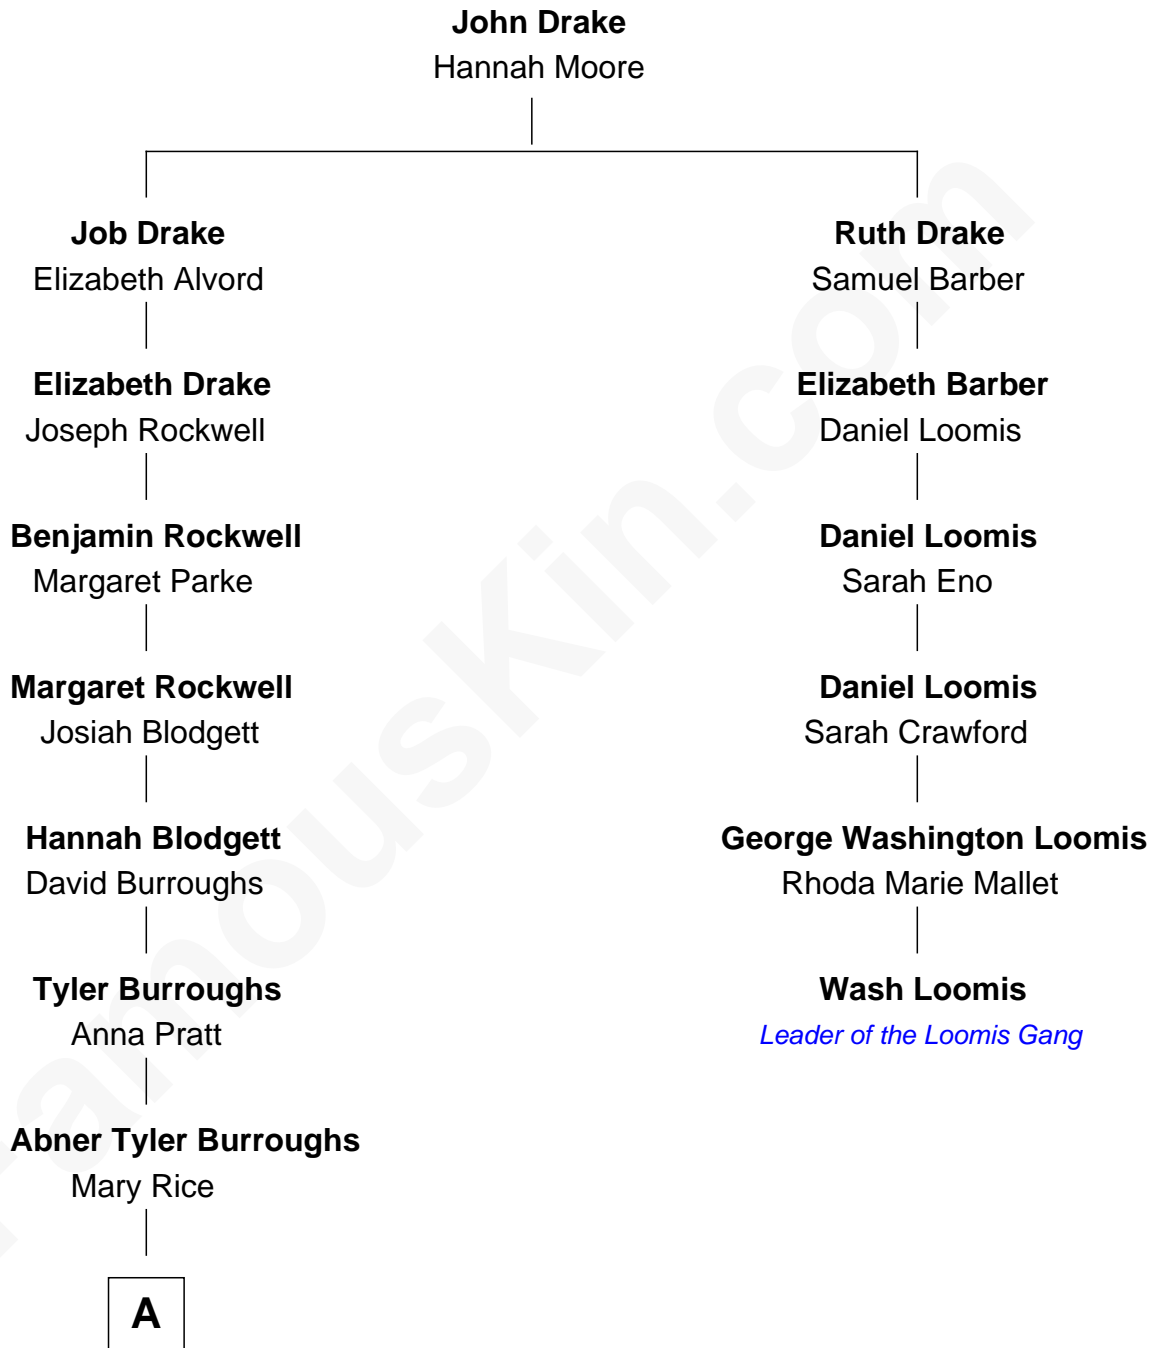 John Drake
Hannah Moore
Job Drake
Elizabeth Alvord
Ruth Drake
Samuel Barber
Elizabeth Drake
Joseph Rockwell
Elizabeth Barber
Daniel Loomis
Benjamin Rockwell
Margaret Parke
Daniel Loomis
Sarah Eno
Margaret Rockwell
Josiah Blodgett
Daniel Loomis
Sarah Crawford
Hannah Blodgett
David Burroughs
George Washington Loomis
Rhoda Marie Mallet
Tyler Burroughs
Anna Pratt
Wash Loomis
Leader of the Loomis Gang
Abner Tyler Burroughs
Mary Rice
A
FamousKin.com